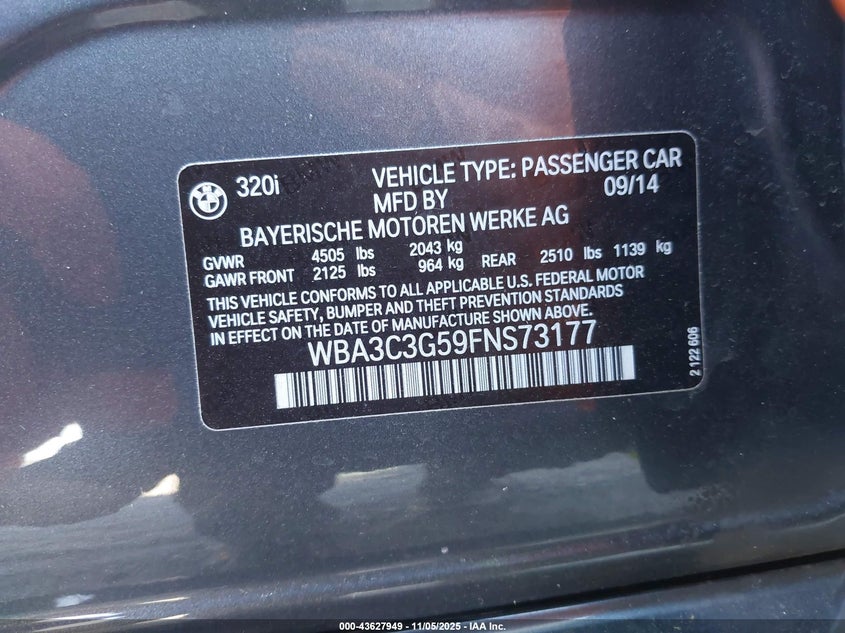 BMW
320i VEHICLE TYPE: PASSENGER CAR
MFD BY 09/14
BAYERISCHE MOTOREN WERKE AG
GVWR 4505 lbs 2043 kg
GAWR FRONT 2125 lbs 964 kg REAR 2510 lbs 1139 kg
THIS VEHICLE CONFORMS TO ALL APPLICABLE U.S. FEDERAL MOTOR
VEHICLE SAFETY, BUMPER AND THEFT PREVENTION STANDARDS
IN EFFECT ON THE DATE OF MANUFACTURE SHOWN ABOVE.
WBA3C3G59FNS73177
2 122 606
000-43627949 - 11/05/2025 - IAA Inc.